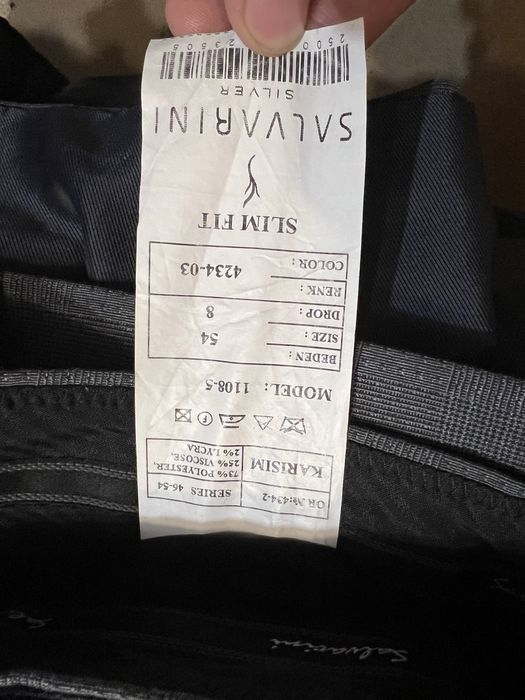 OR.№:434-2 SERIES 46-54
KARISIM 73% POLYESTER,
25% VISCOSE,
2% LYCRA
MODEL: 1108-5
BEDEN:
SIZE: 54
DROP: 8
RENK:
COLOR: 4234-03
SLIM FIT
SALVARINI
SILVER
Salvarini